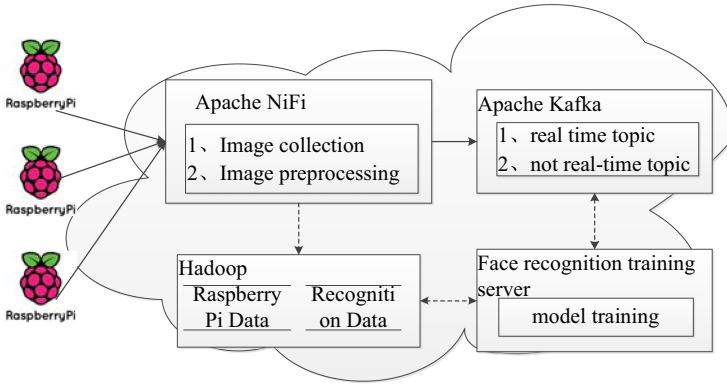 RaspberryPi
RaspberryPi
RaspberryPi
Apache NiFi
1、Image collection
2、Image preprocessing
Apache Kafka
1、real time topic
2、not real-time topic
Hadoop
Raspberry
Pi Data
Recogniti
on Data
Face recognition training
server
model training